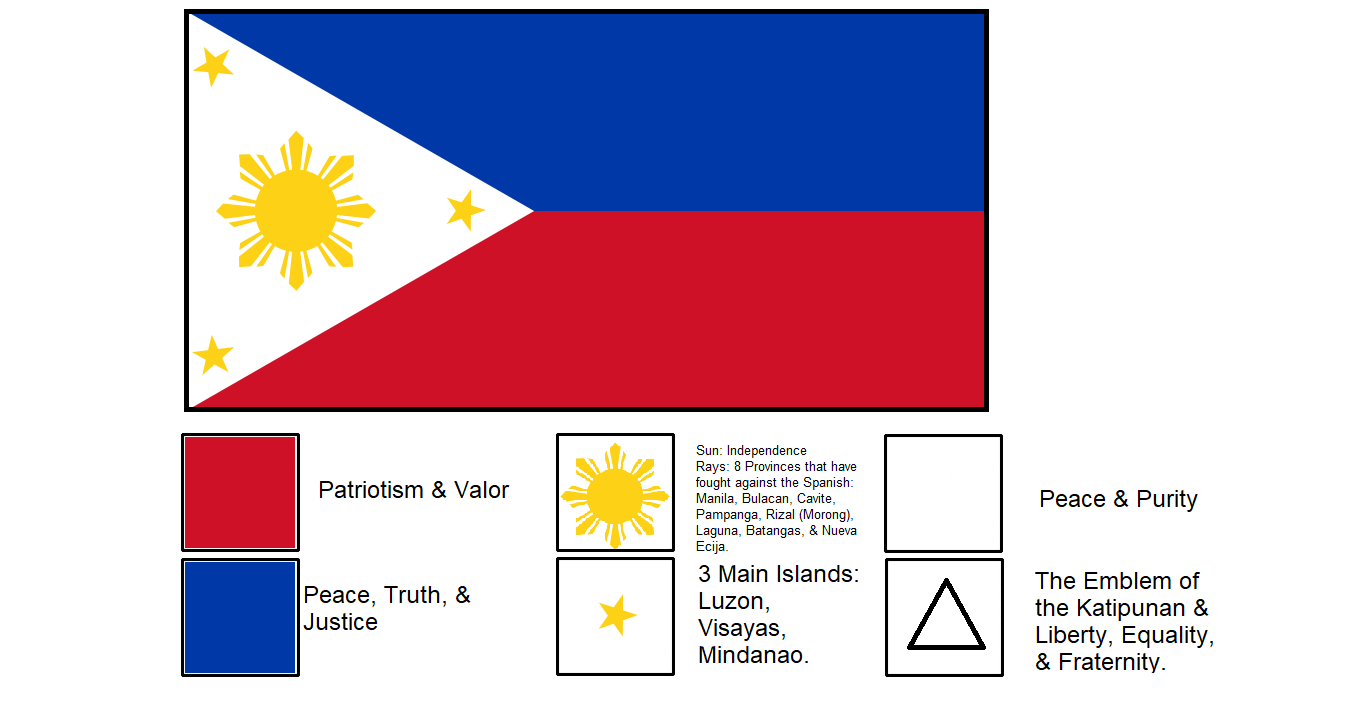 Patriotism & Valor
Sun: Independence
Rays: 8 Provinces that have
fought against the Spanish:
Manila, Bulacan, Cavite,
Pampanga, Rizal (Morong),
Laguna, Batangas, & Nueva
Ecija.
Peace & Purity
Peace, Truth, &
Justice
3 Main Islands:
Luzon,
Visayas,
Mindanao.
The Emblem of
the Katipunan &
Liberty, Equality,
& Fraternity.